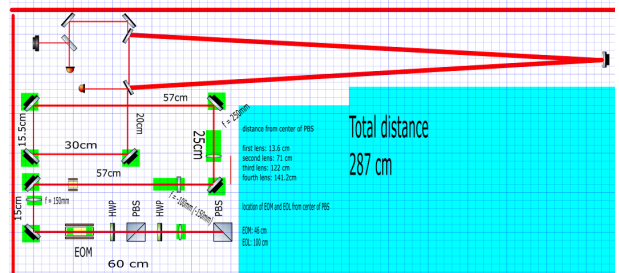 57cm
f = 250mm
15.5cm
20cm
25cm
30cm
57cm
distance from center of PBS
first lens: 13.6 cm
second lens: 71 cm
third lens: 122 cm
fourth lens: 141.2cm
Total distance
287 cm
15cm
f = 150mm
HWP
PBS
HWP
f = -100mm (-150mm)
PBS
location of EOM and EOL from center of PBS
EOM: 46 cm
EOL: 100 cm
EOM
60 cm